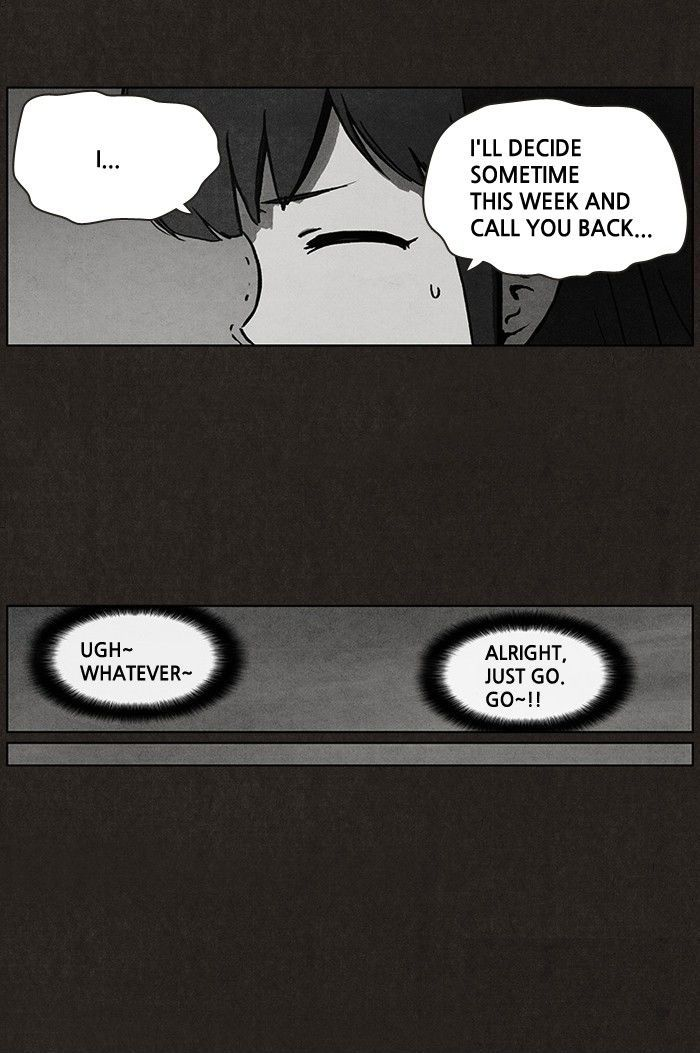 I...
I'LL DECIDE
SOMETIME
THIS WEEK AND
CALL YOU BACK...
UGH~
WHATEVER~
ALRIGHT,
JUST GO.
GO~!!